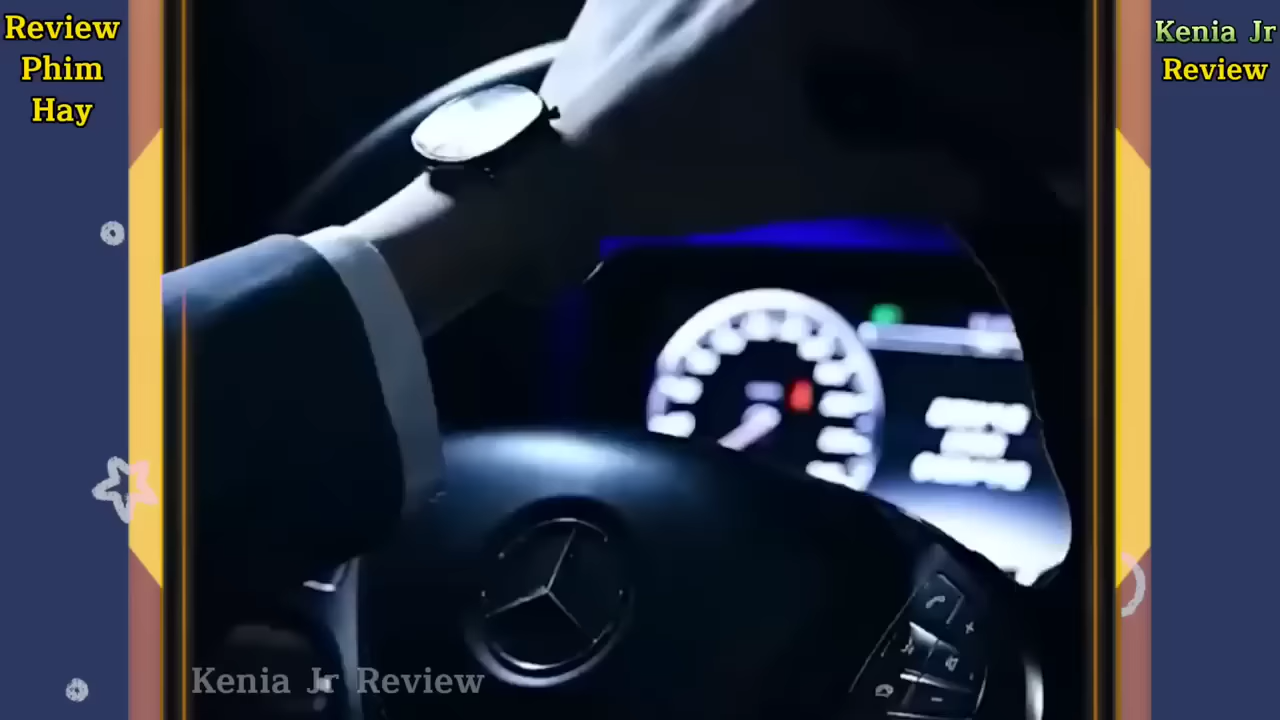 Review
Phim
Hay
Kenia Jr
Review
Kenia Jr Review